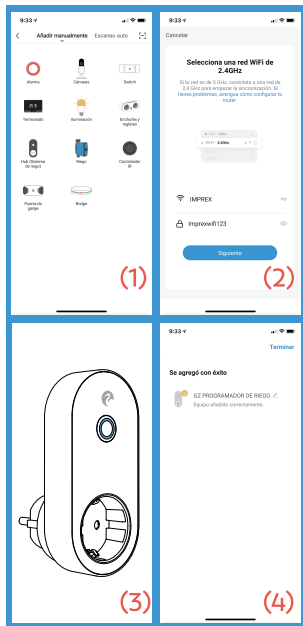 9:33
Añadir manualmente Escaneo auto
Alarma Cámaras Switch
Termostato Iluminación Enchufes y
regletas
Hub (Sistema
de riego) Riego Controlador
IR
Puerta de
garaje Bridge
(1)
9:33
Cancelar
Selecciona una red WiFi de
2.4GHz
Si tu red es de 5 GHz, conéctate a una red de
2,4 GHz para empezar la sincronización. Si
tienes problemas, averigua cómo configurar tu
router
IMPREX
Imprexwifi123
Siguiente
(2)
(3)
9:33
Terminar
Se agregó con éxito
GZ PROGRAMADOR DE RIEGO
Equipo añadido correctamente.
(4)